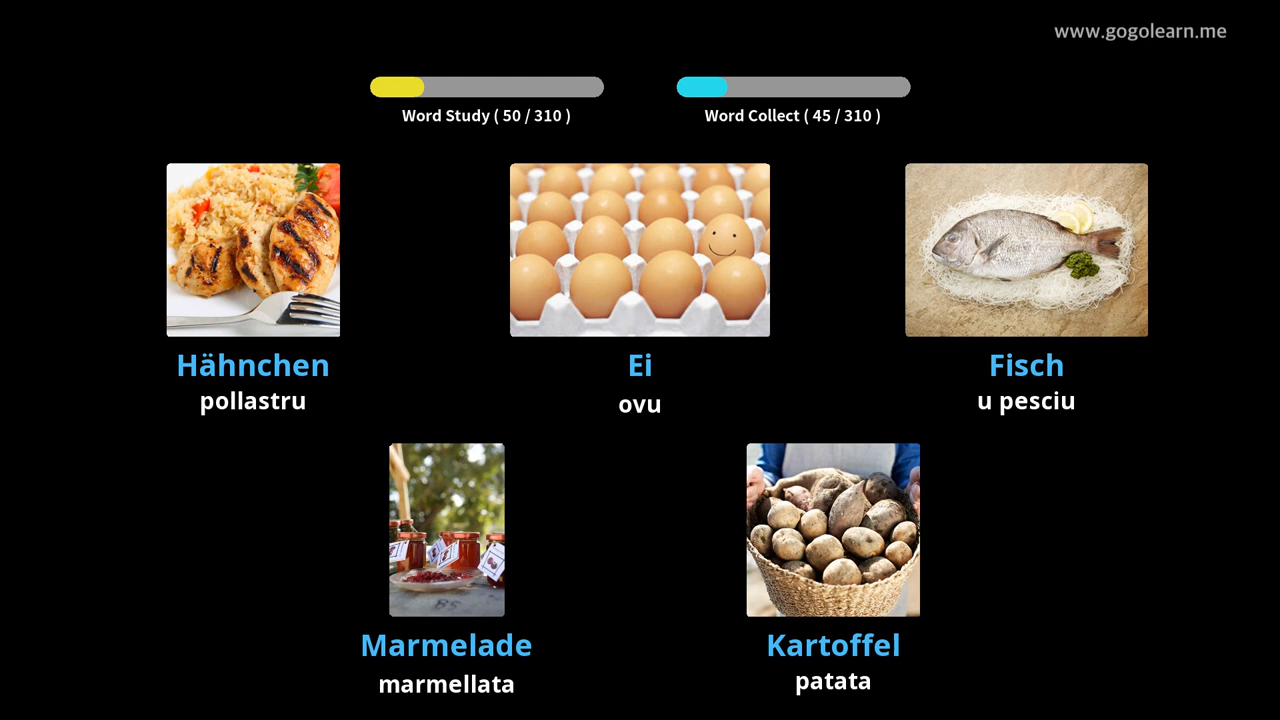 www.gogolearn.me
Word Study ( 50 / 310 )
Word Collect ( 45 / 310 )
Hähnchen
pollastru
Ei
ovu
Fisch
u pesciu
Marmelade
marmellata
Kartoffel
patata